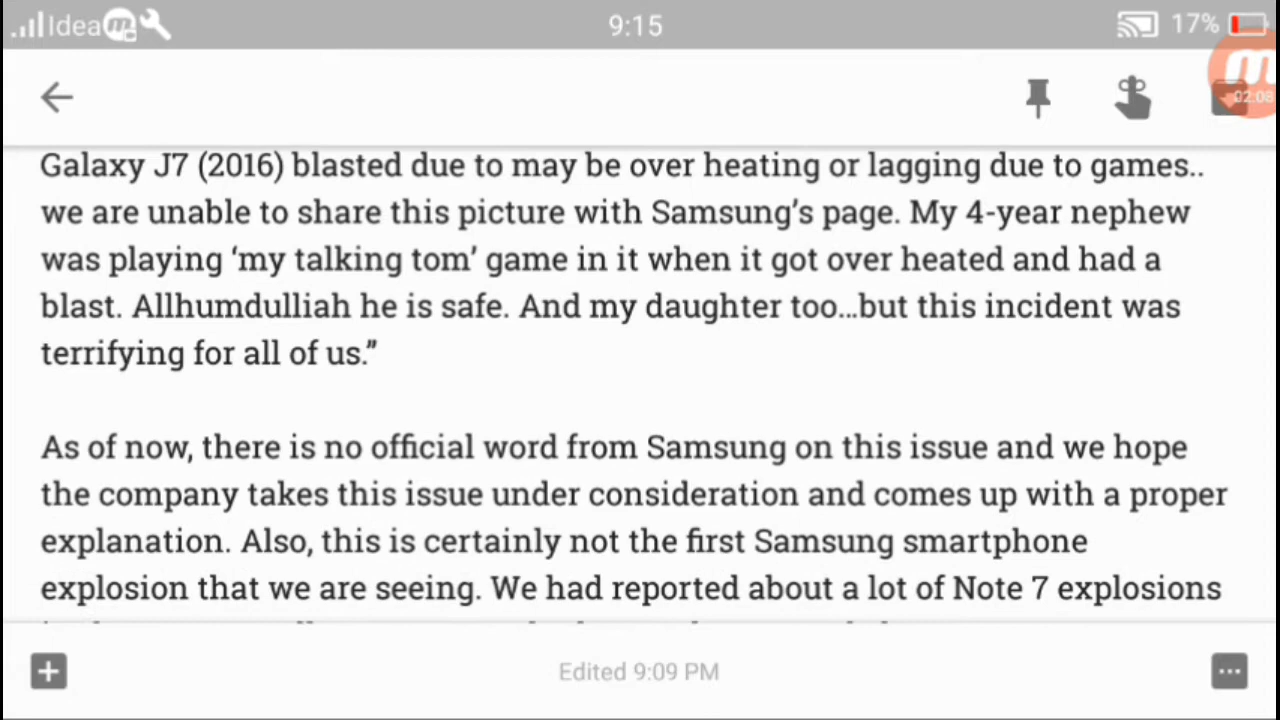 Idea
9:15
17%
02:08
Galaxy J7 (2016) blasted due to may be over heating or lagging due to games..
we are unable to share this picture with Samsung’s page. My 4-year nephew
was playing ‘my talking tom’ game in it when it got over heated and had a
blast. Allhumdulliah he is safe. And my daughter too...but this incident was
terrifying for all of us.”
As of now, there is no official word from Samsung on this issue and we hope
the company takes this issue under consideration and comes up with a proper
explanation. Also, this is certainly not the first Samsung smartphone
explosion that we are seeing. We had reported about a lot of Note 7 explosions
Edited 9:09 PM